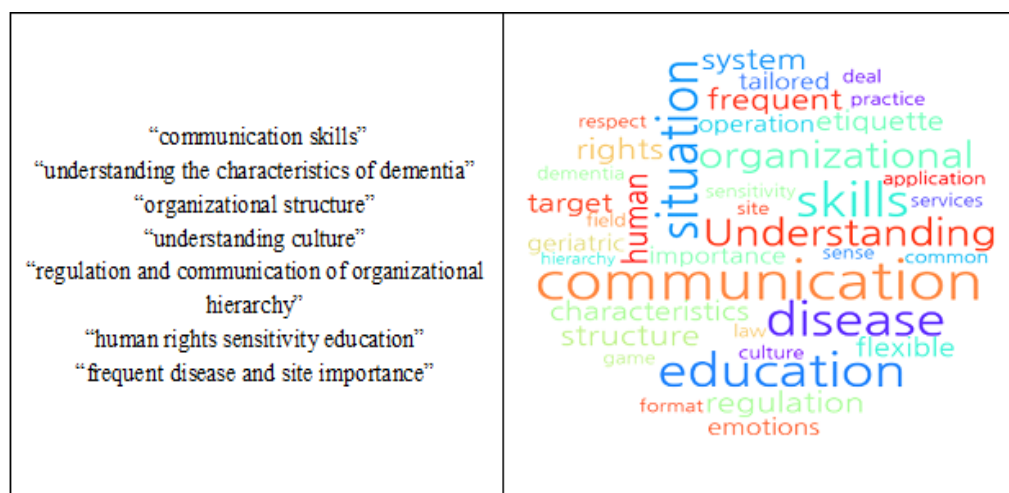 “communication skills”
“understanding the characteristics of dementia”
“organizational structure”
“understanding culture”
“regulation and communication of organizational
hierarchy”
“human rights sensitivity education”
“frequent disease and site importance”
system
tailored
deal
frequent
practice
situation
respect
operation
etiquette
rights
organizational
dementia
human
sensitivity
application
target
skills
services
field
site
Understanding
geriatric
hierarchy
importance
sense
common
communication
characteristics
disease
structure
law
flexible
game
culture
education
format
regulation
emotions